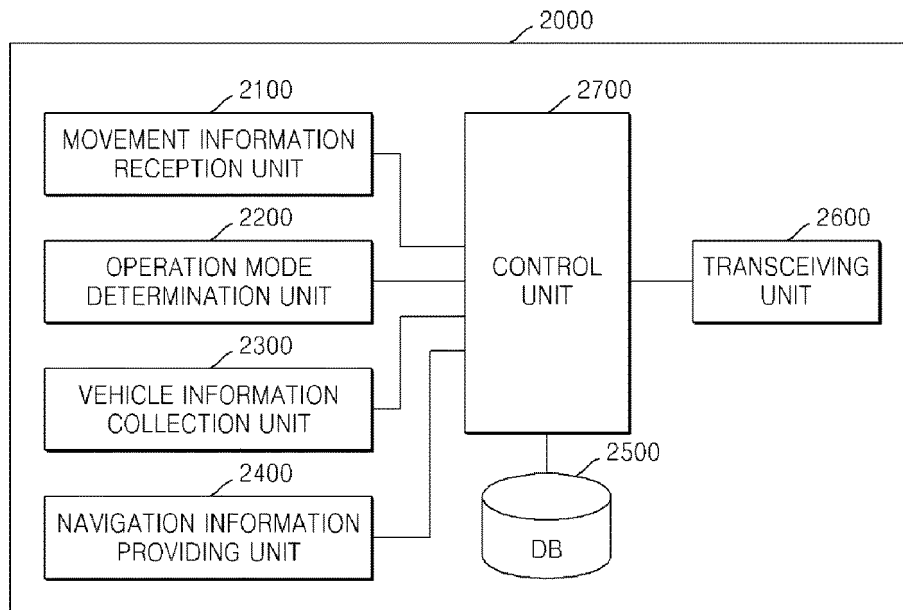 2000
2100
MOVEMENT INFORMATION
RECEPTION UNIT
2200
OPERATION MODE
DETERMINATION UNIT
2300
VEHICLE INFORMATION
COLLECTION UNIT
2400
NAVIGATION INFORMATION
PROVIDING UNIT
2700
CONTROL
UNIT
2500
DB
2600
TRANSCEIVING
UNIT